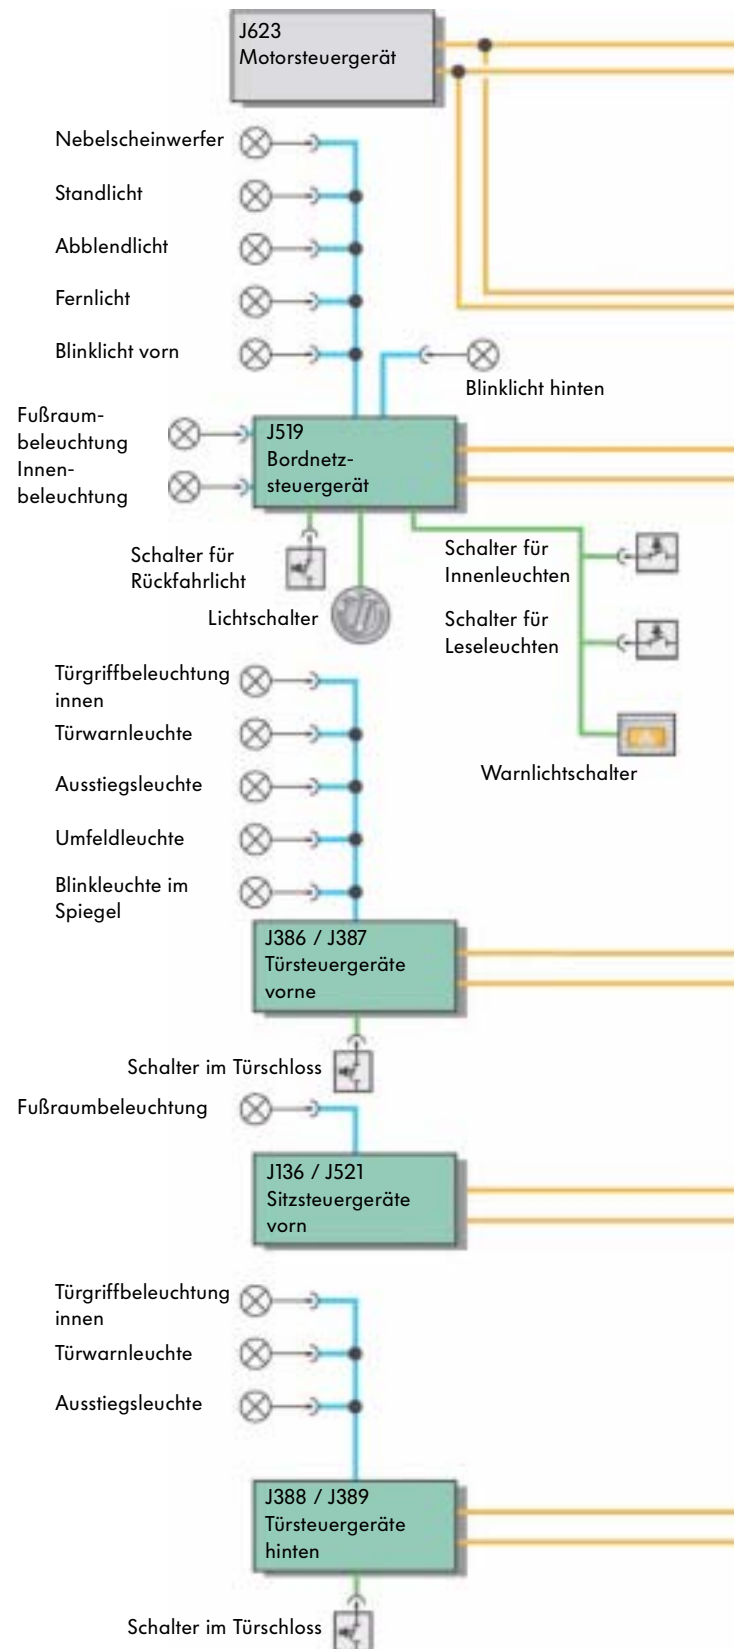 J623
Motorsteuergerät
Nebelscheinwerfer
Standlicht
Abblendlicht
Fernlicht
Blinklicht vorn
Blinklicht hinten
Fußraum-
beleuchtung
Innen-
beleuchtung
J519
Bordnetz-
steuergerät
Schalter für
Rückfahrlicht
Lichtschalter
Schalter für
Innenleuchten
Schalter für
Leseleuchten
Warnlichtschalter
Türgriffbeleuchtung
innen
Türwarnleuchte
Ausstiegsleuchte
Umfeldleuchte
Blinkleuchte im
Spiegel
J386 / J387
Türsteuergeräte
vorne
Schalter im Türschloss
Fußraumbeleuchtung
J136 / J521
Sitzsteuergeräte
vorn
Türgriffbeleuchtung
innen
Türwarnleuchte
Ausstiegsleuchte
J388 / J389
Türsteuergeräte
hinten
Schalter im Türschloss